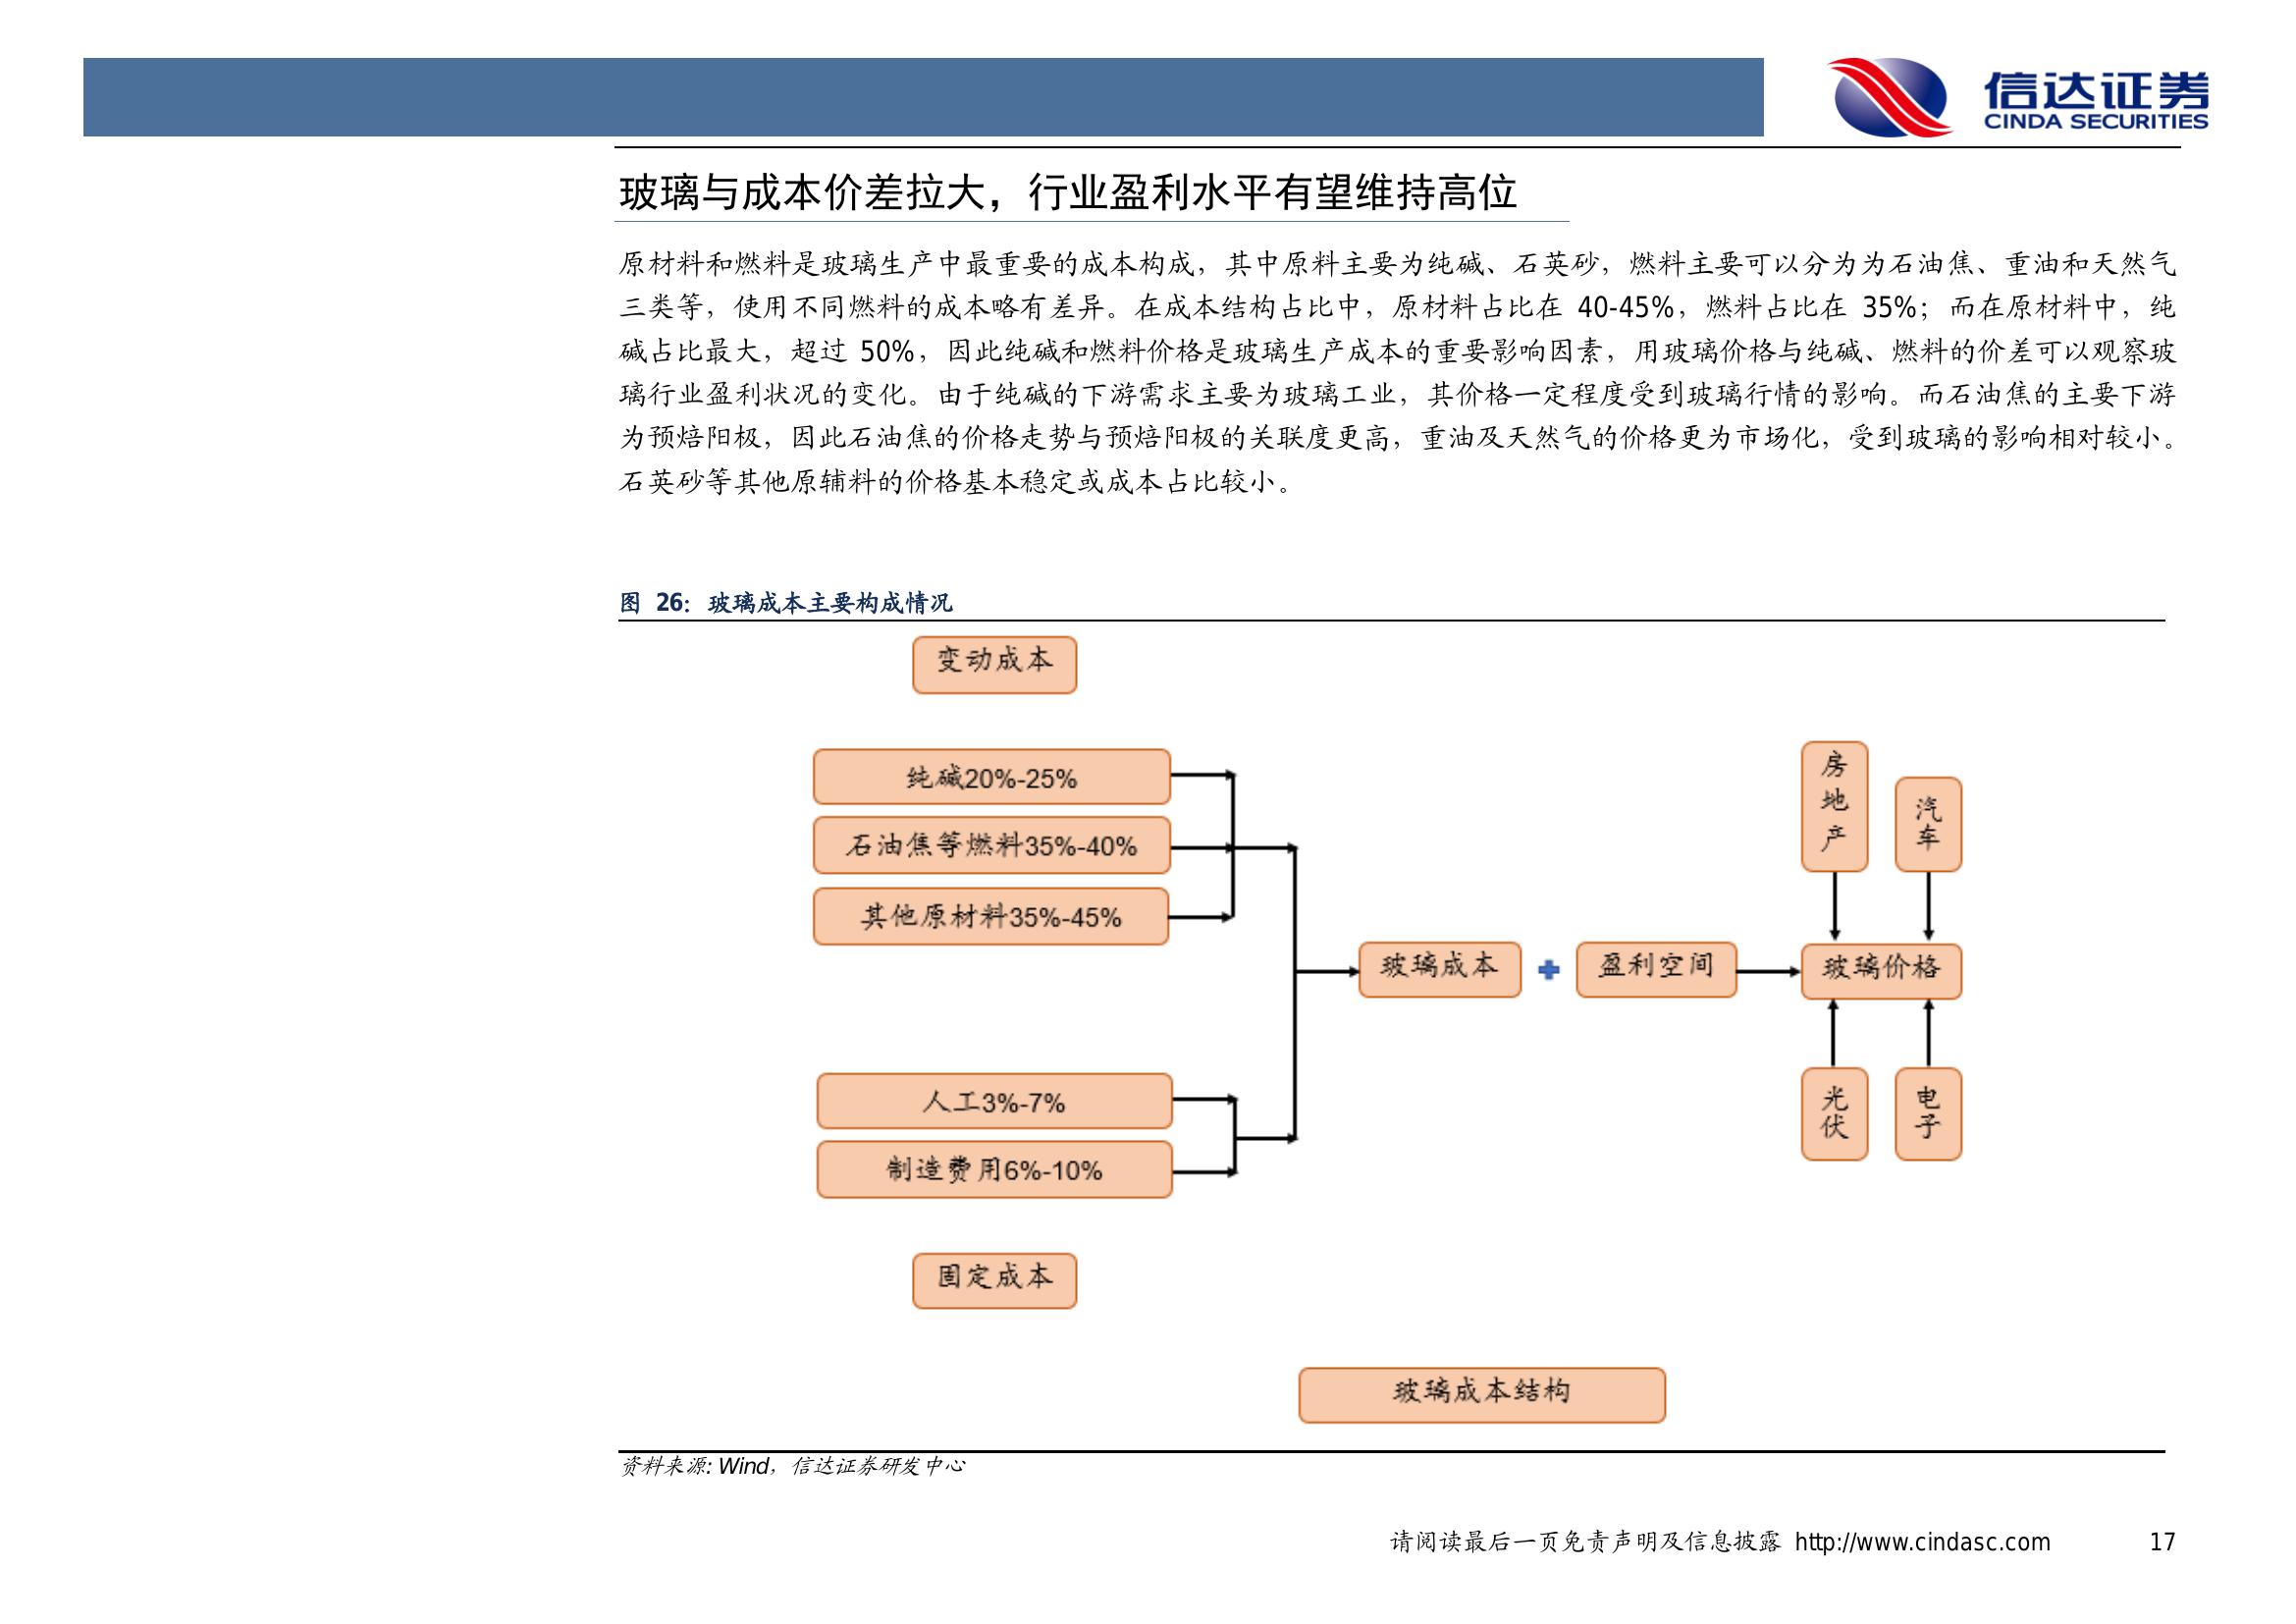 信达证券
CINDA SECURITIES
玻璃与成本价差拉大，行业盈利水平有望维持高位
原材料和燃料是玻璃生产中最重要的成本构成，其中原料主要为纯碱、石英砂，燃料主要可以分为为石油焦、重油和天然气
三类等，使用不同燃料的成本略有差异。在成本结构占比中，原材料占比在 40-45%，燃料占比在 35%；而在原材料中，纯
碱占比最大，超过 50%，因此纯碱和燃料价格是玻璃生产成本的重要影响因素，用玻璃价格与纯碱、燃料的价差可以观察玻
璃行业盈利状况的变化。由于纯碱的下游需求主要为玻璃工业，其价格一定程度受到玻璃行情的影响。而石油焦的主要下游
为预焙阳极，因此石油焦的价格走势与预焙阳极的关联度更高，重油及天然气的价格更为市场化，受到玻璃的影响相对较小。
石英砂等其他原辅料的价格基本稳定或成本占比较小。
图 26：玻璃成本主要构成情况
变动成本
纯碱20%-25%
石油焦等燃料35%-40%
其他原材料35%-45%
人工3%-7%
制造费用6%-10%
固定成本
玻璃成本
盈利空间
玻璃价格
房地产
汽车
光伏
电子
玻璃成本结构
资料来源: Wind，信达证券研发中心
请阅读最后一页免责声明及信息披露 http://www.cindasc.com 17